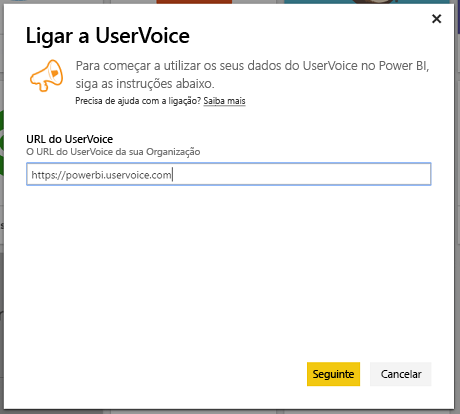 Ligar a UserVoice
Para começar a utilizar os seus dados do UserVoice no Power BI,
siga as instruções abaixo.
Precisa de ajuda com a ligação? Saiba mais
URL do UserVoice
O URL do UserVoice da sua Organização
https://powerbi.uservoice.com
Seguinte
Cancelar